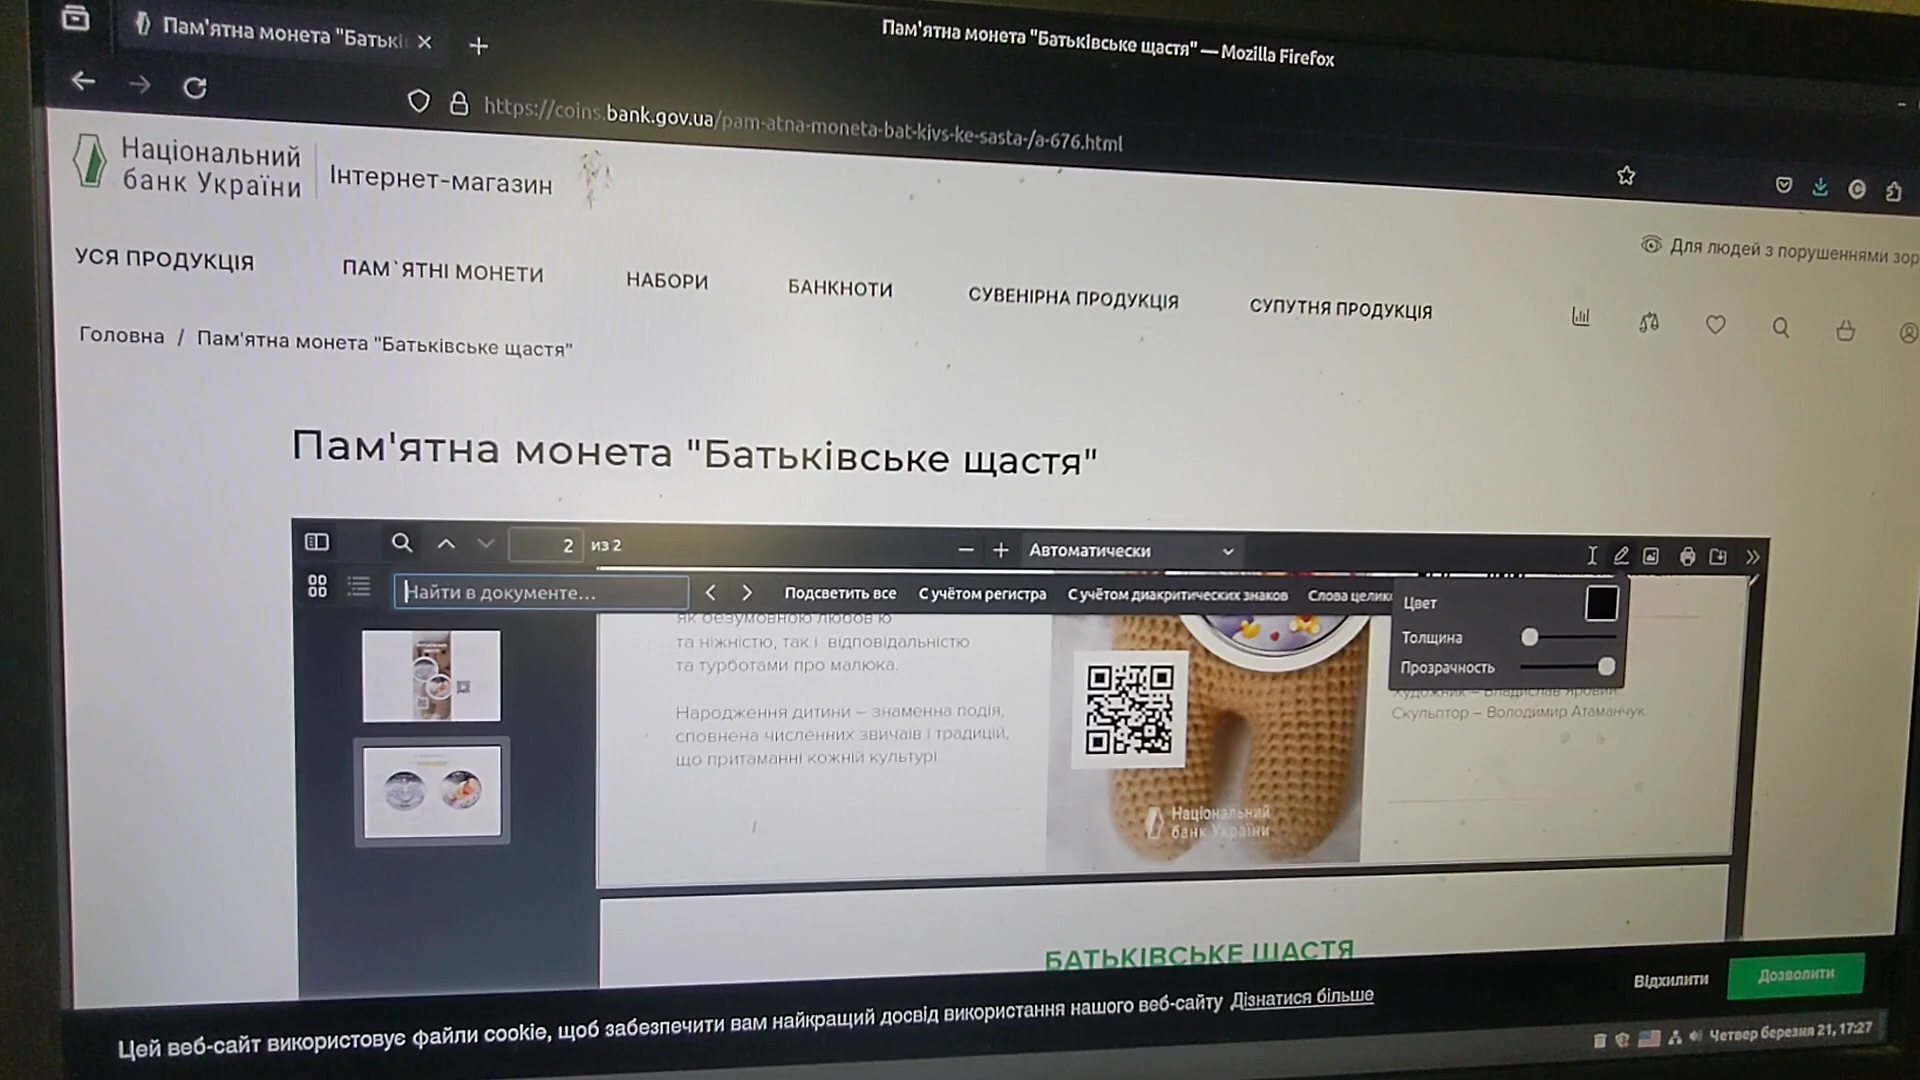 Пам'ятна монета "Батькі
Пам'ятна монета "Батьківське щастя" — Mozilla Firefox
https://coins.bank.gov.ua/pam-atna-moneta-bat-kivs-ke-sasta-/a-676.html
Національний
банк України
Інтернет-магазин
Для людей з порушеннями зор
УСЯ ПРОДУКЦІЯ
ПАМ`ЯТНІ МОНЕТИ
НАБОРИ
БАНКНОТИ
СУВЕНІРНА ПРОДУКЦІЯ
СУПУТНЯ ПРОДУКЦІЯ
Головна / Пам'ятна монета "Батьківське щастя"
Пам'ятна монета "Батьківське щастя"
2 из 2
Автоматически
Найти в документе...
Подсветить все
С учётом регистра
С учётом диакритических знаков
Слова целик
Цвет
Толщина
Прозрачность
як безумовною любов'ю
та ніжністю, так і відповідальністю
та турботами про малюка.
Народження дитини – знаменна подія,
сповнена численних звичаїв і традицій,
що притаманні кожній культурі.
Національний
банк України
Художник – Владислав Яровий.
Скульптор – Володимир Атаманчук.
БАТЬКІВСЬКЕ ЩАСТЯ
Цей веб-сайт використовує файли cookie, щоб забезпечити вам найкращий досвід використання нашого веб-сайту Дізнатися більше
Відхилити
Дозволити
Четвер березня 21, 17:27